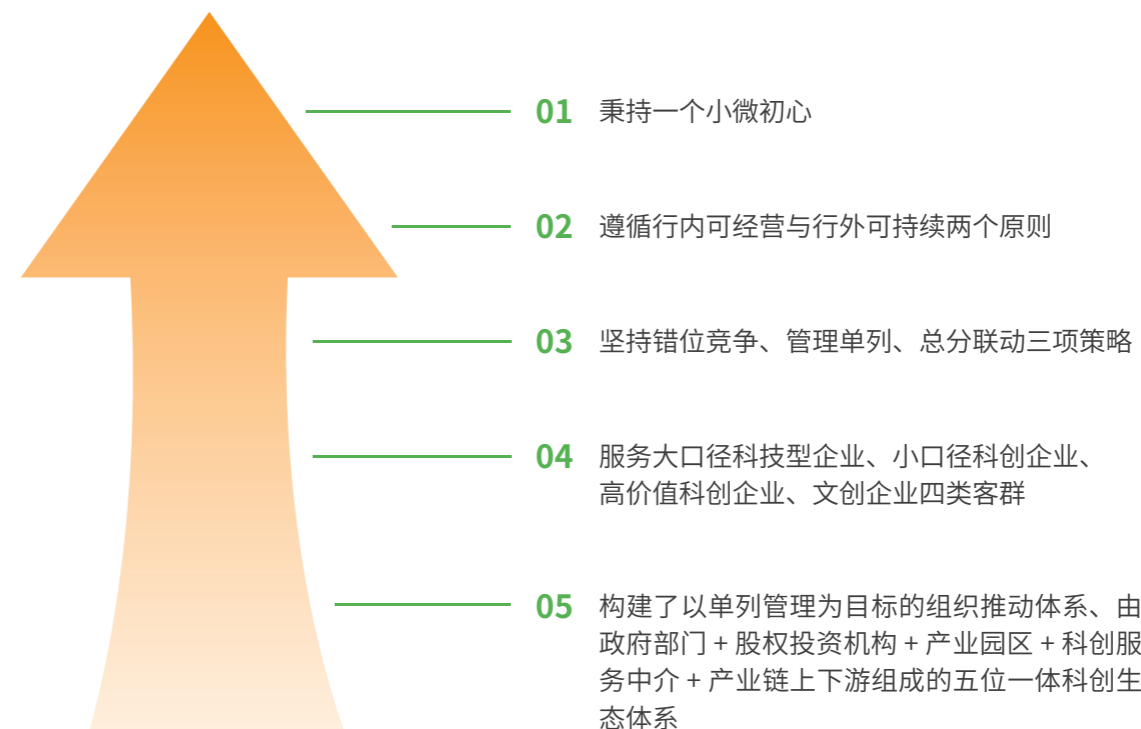 01 秉持一个小微初心
02 遵循行内可经营与行外可持续两个原则
03 坚持错位竞争、管理单列、总分联动三项策略
04 服务大口径科技型企业、小口径科创企业、
高价值科创企业、文创企业四类客群
05 构建了以单列管理为目标的组织推动体系、由
政府部门 + 股权投资机构 + 产业园区 + 科创服
务中介 + 产业链上下游组成的五位一体科创生
态体系